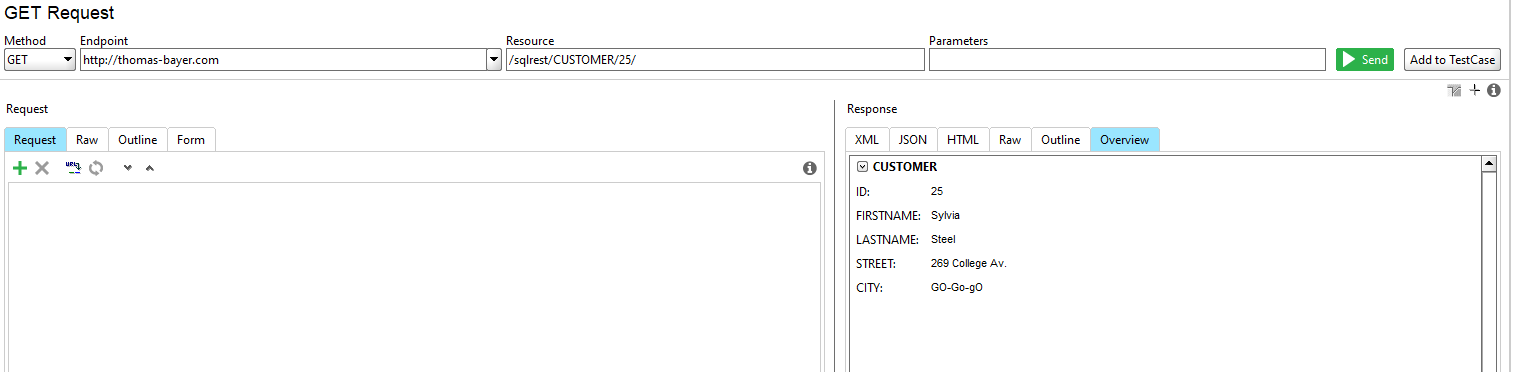 GET Request
Method Endpoint Resource Parameters
GET http://thomas-bayer.com /sqlrest/CUSTOMER/25/ Send Add to TestCase
Request Response
Request Raw Outline Form XML JSON HTML Raw Outline Overview
URL
CUSTOMER
ID: 25
FIRSTNAME: Sylvia
LASTNAME: Steel
STREET: 269 College Av.
CITY: GO-Go-gO